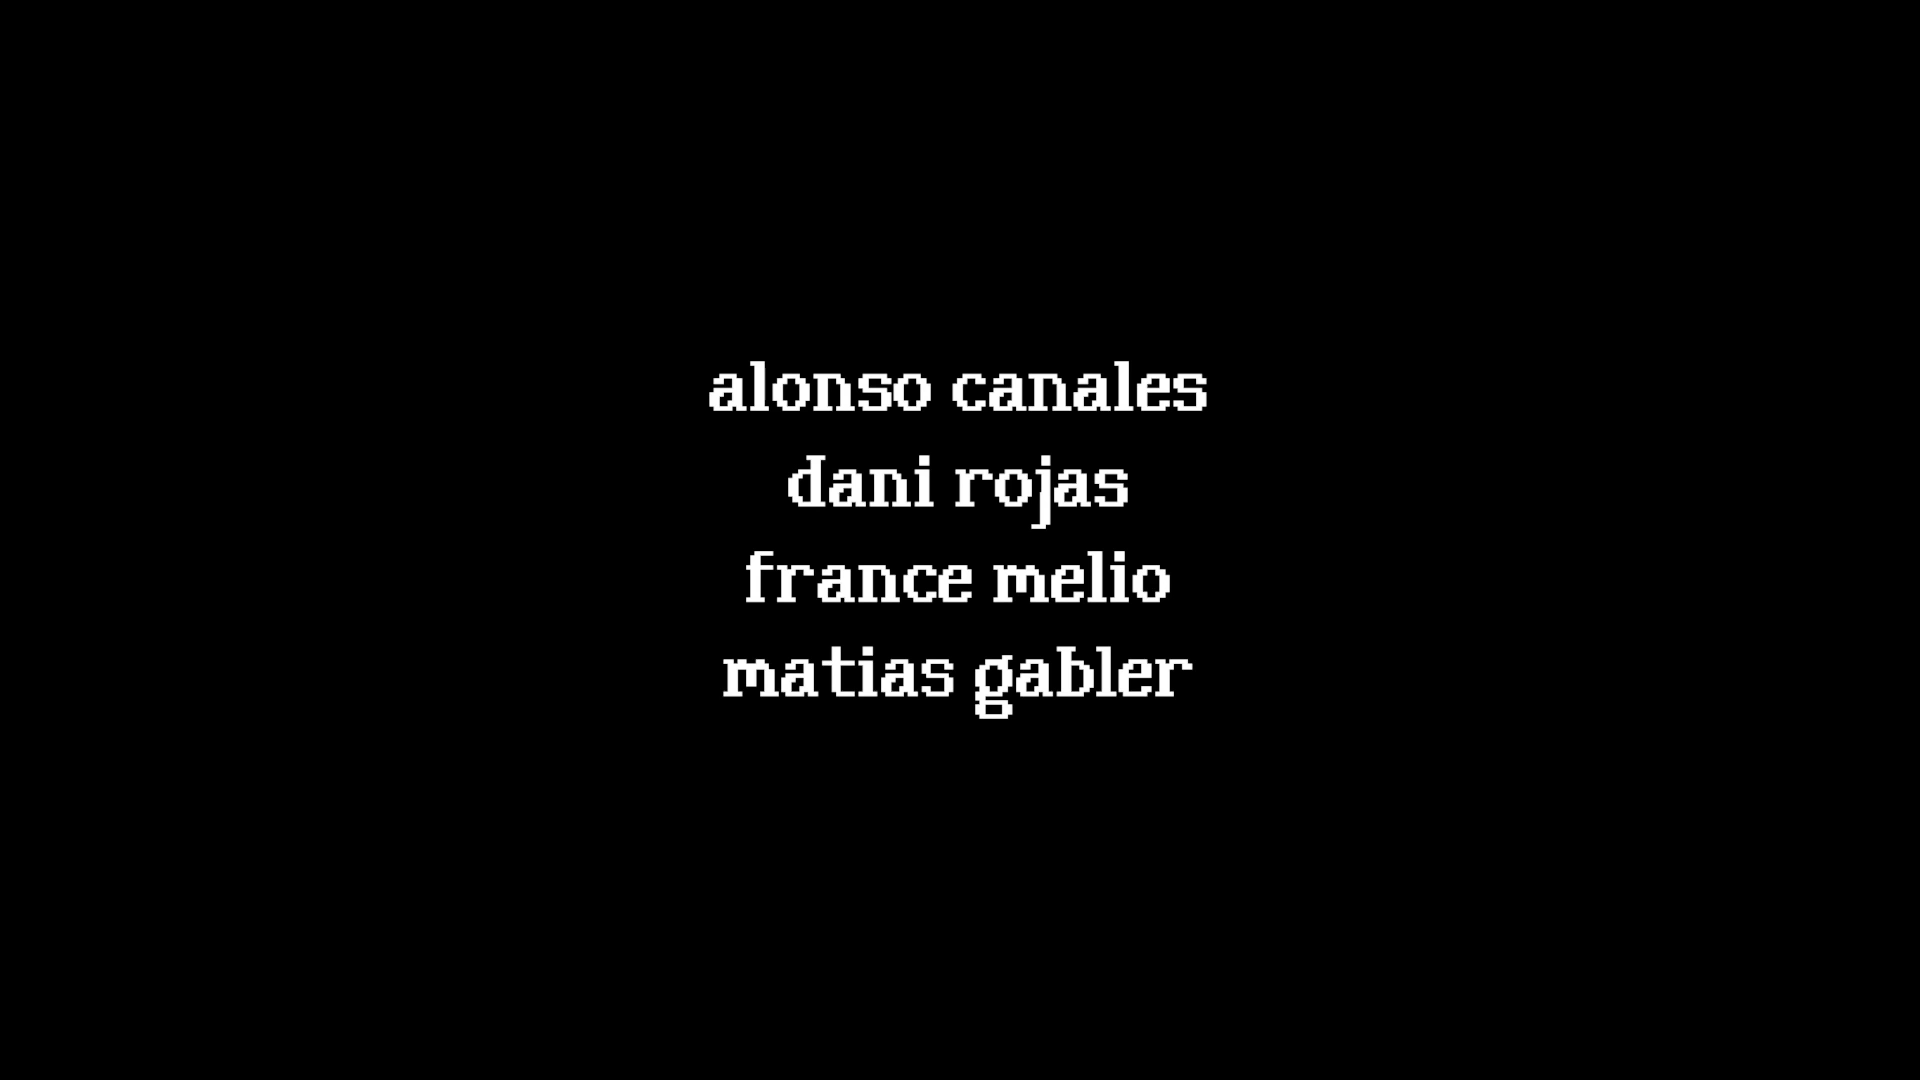 alonso canales
dani rojas
france melio
matias gabler